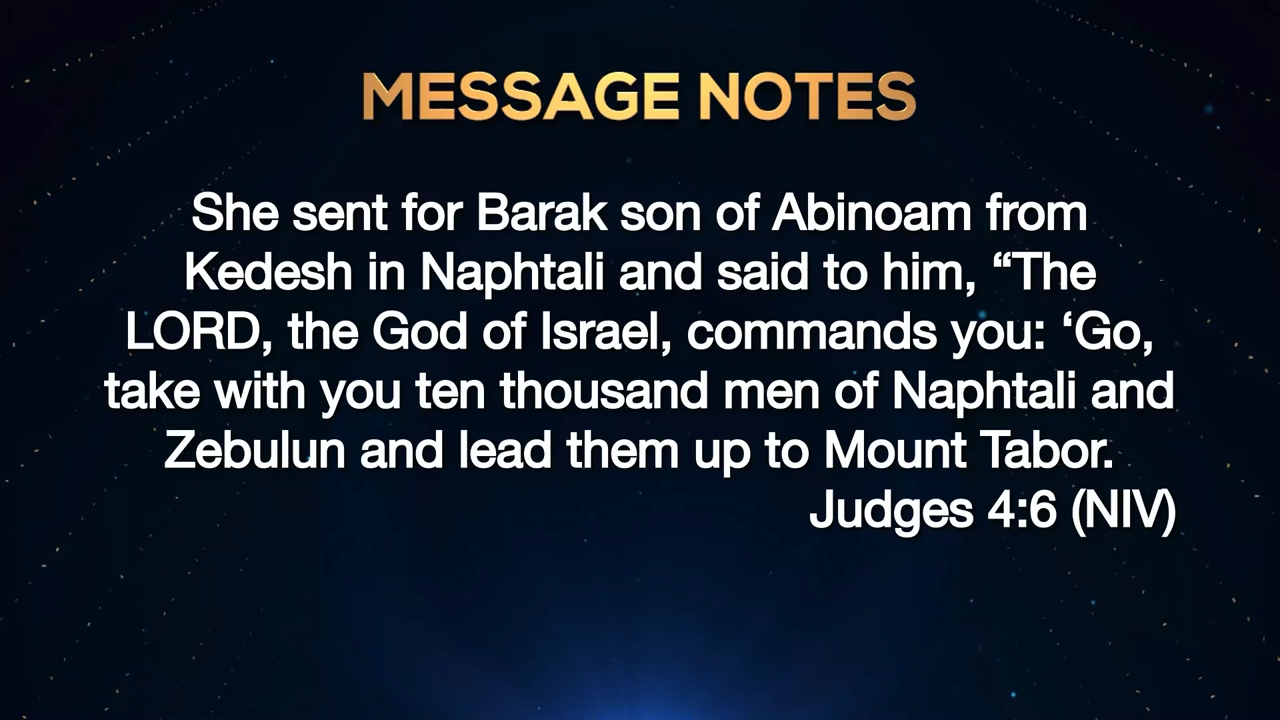 MESSAGE NOTES
She sent for Barak son of Abinoam from
Kedesh in Naphtali and said to him, “The
LORD, the God of Israel, commands you: ‘Go,
take with you ten thousand men of Naphtali and
Zebulun and lead them up to Mount Tabor.
Judges 4:6 (NIV)